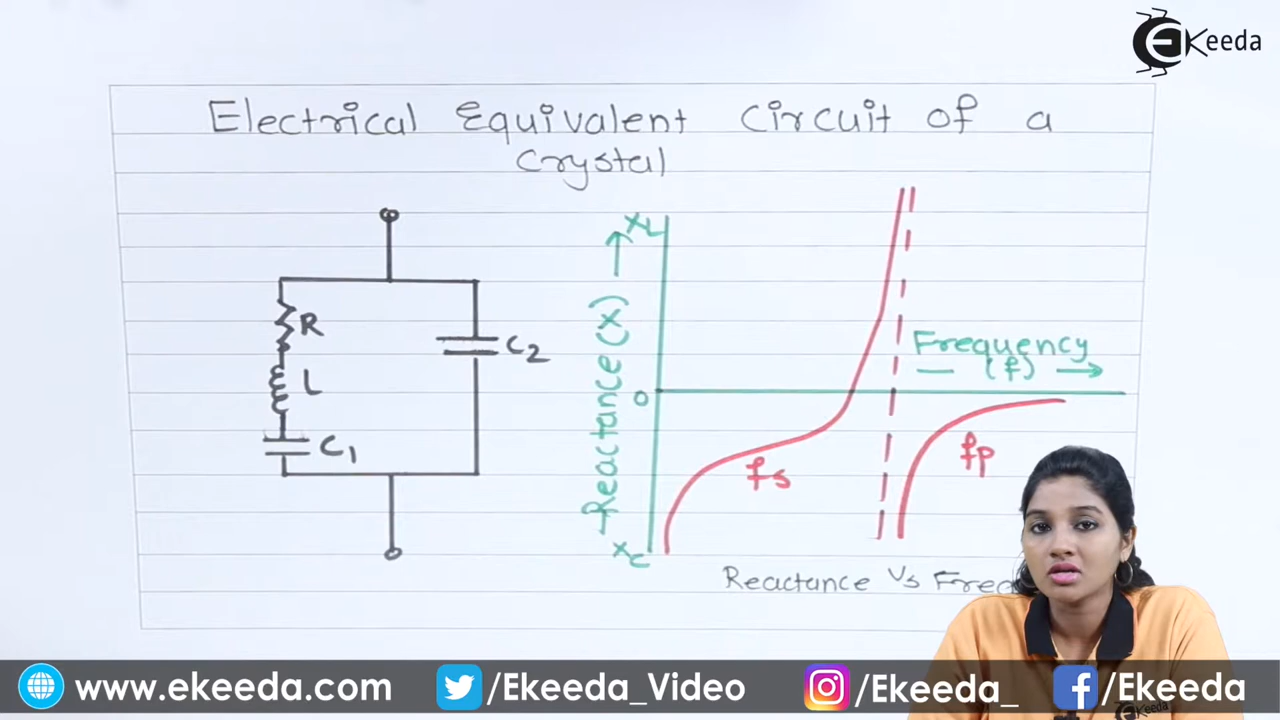 EKeeda
Electrical Equivalent Circuit of a
Crystal
R
L
C1
C2
XL
Reactance (X)
0
XC
Frequency
(f)
fs
fp
Reactance Vs
www.ekeeda.com
/Ekeeda_Video
/Ekeeda_
/Ekeeda
EKeeda